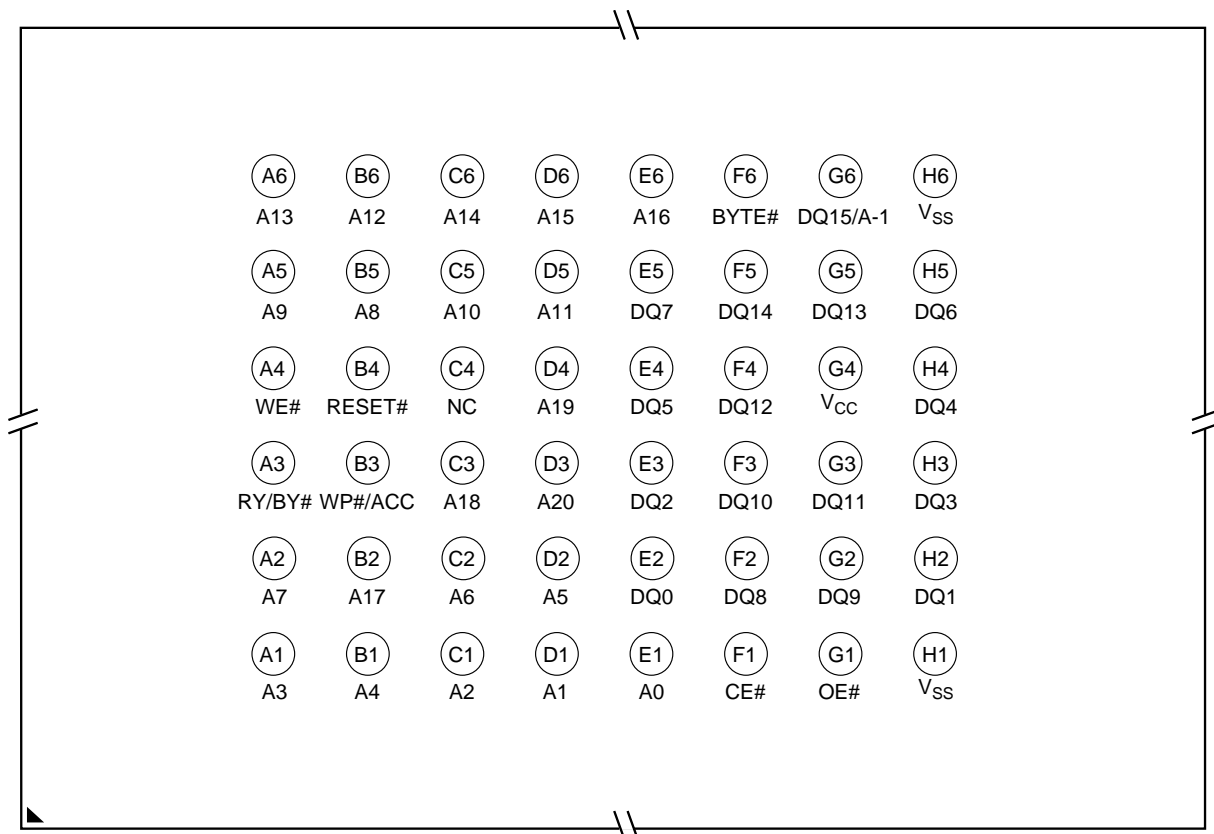 A6 B6 C6 D6 E6 F6 G6 H6
A13 A12 A14 A15 A16 BYTE# DQ15/A-1 VSS
A5 B5 C5 D5 E5 F5 G5 H5
A9 A8 A10 A11 DQ7 DQ14 DQ13 DQ6
A4 B4 C4 D4 E4 F4 G4 H4
WE# RESET# NC A19 DQ5 DQ12 VCC DQ4
A3 B3 C3 D3 E3 F3 G3 H3
RY/BY# WP#/ACC A18 A20 DQ2 DQ10 DQ11 DQ3
A2 B2 C2 D2 E2 F2 G2 H2
A7 A17 A6 A5 DQ0 DQ8 DQ9 DQ1
A1 B1 C1 D1 E1 F1 G1 H1
A3 A4 A2 A1 A0 CE# OE# VSS